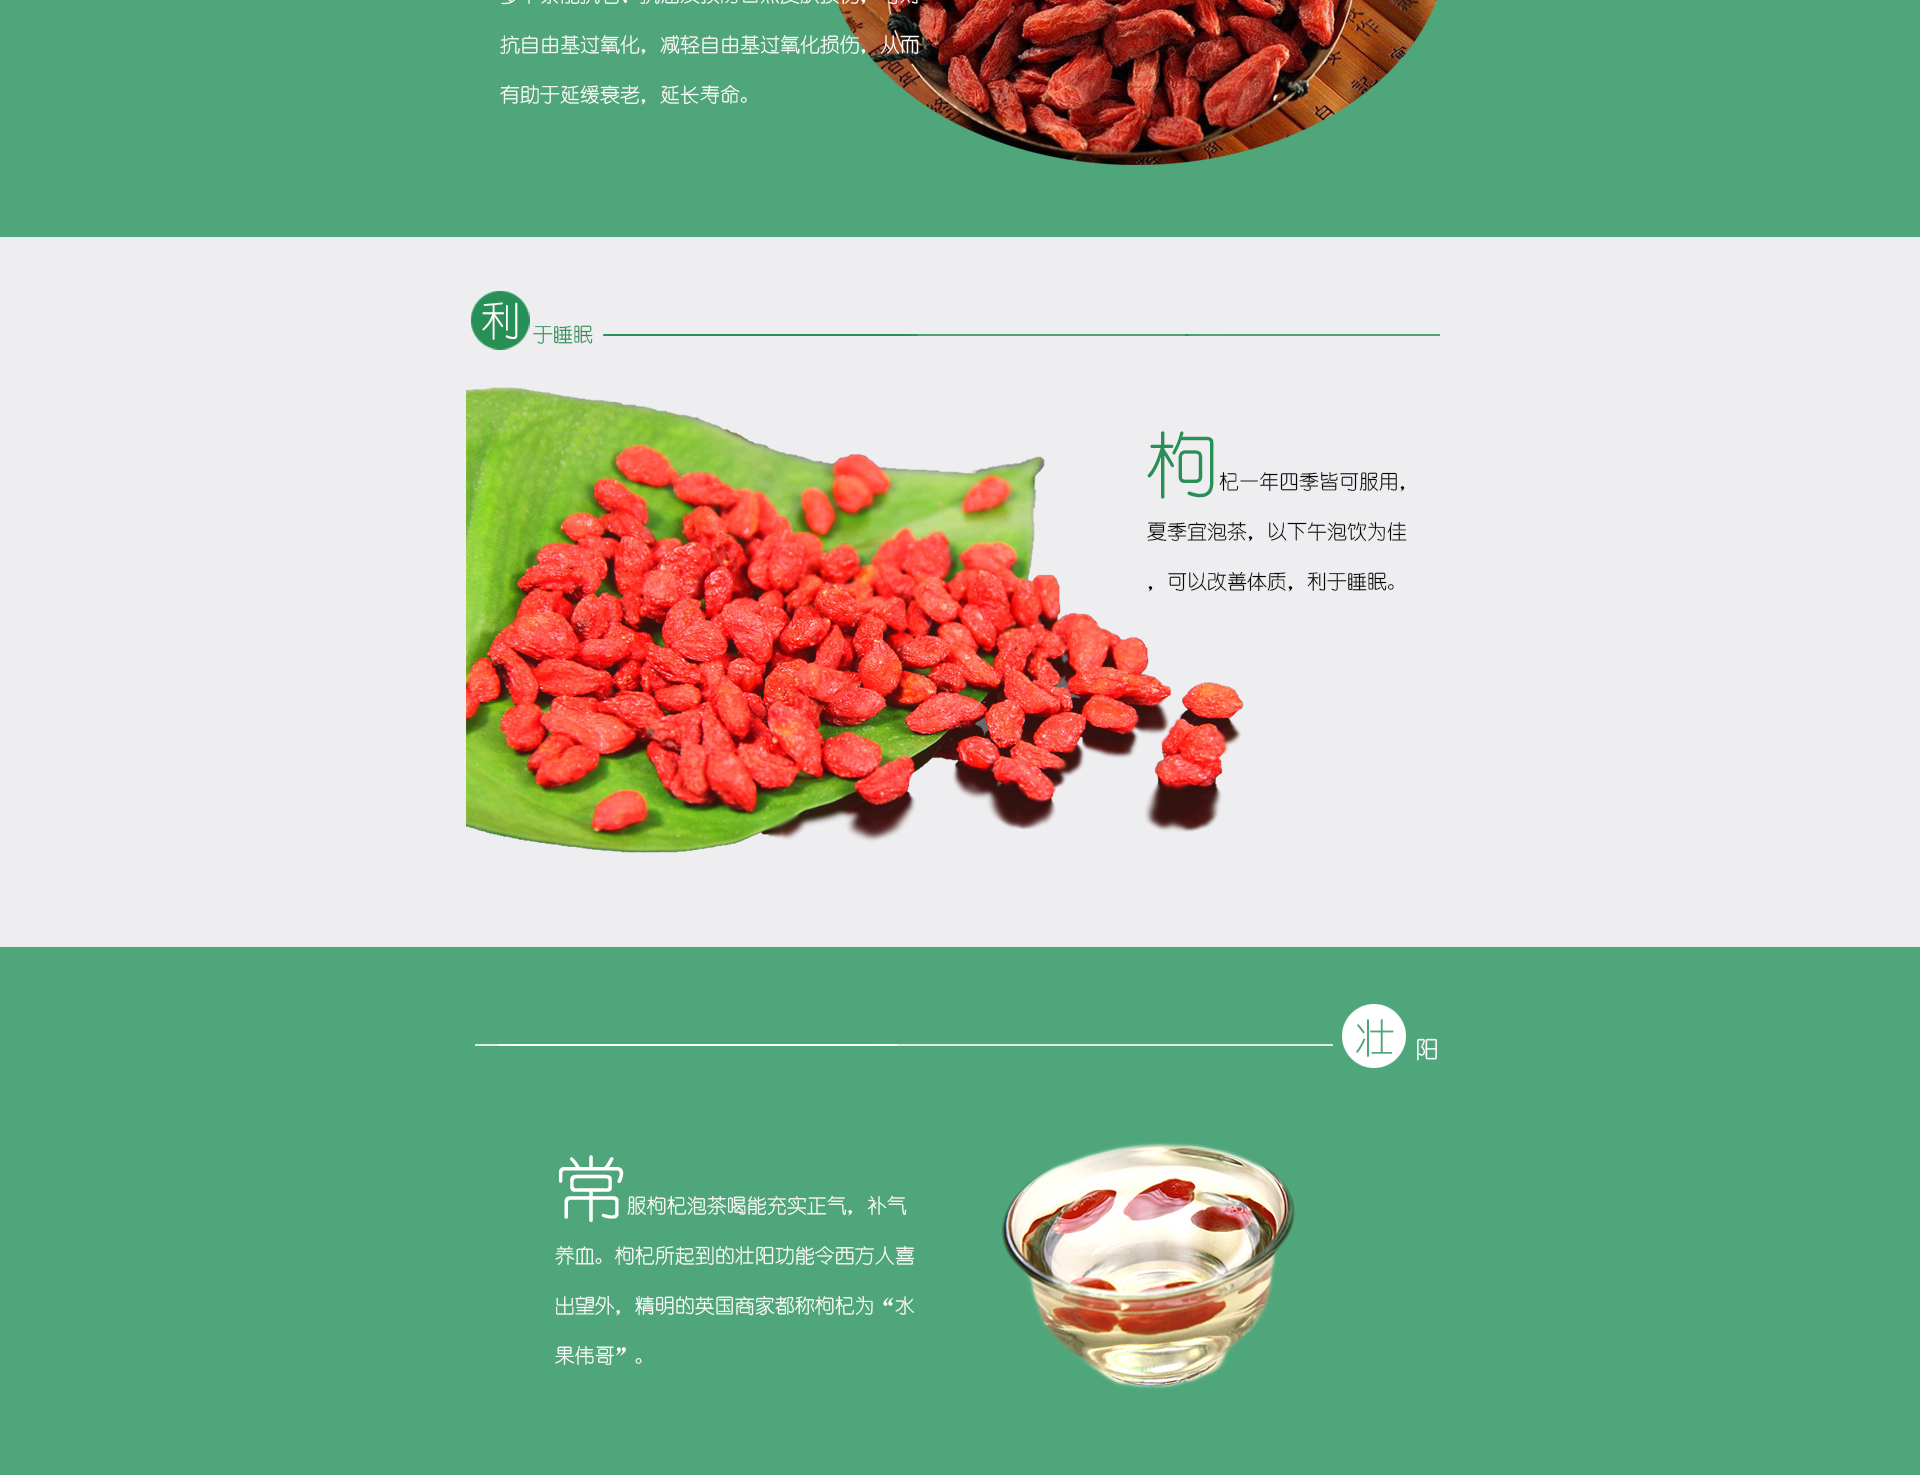 抗自由基过氧化，减轻自由基过氧化损伤，从而
有助于延缓衰老，延长寿命。
利于睡眠
枸杞一年四季皆可服用，
夏季宜泡茶，以下午泡饮为佳
，可以改善体质，利于睡眠。
壮阳
常服枸杞泡茶喝能充实正气，补气
养血。枸杞所起到的壮阳功能令西方人喜
出望外，精明的英国商家都称枸杞为“水
果伟哥”。